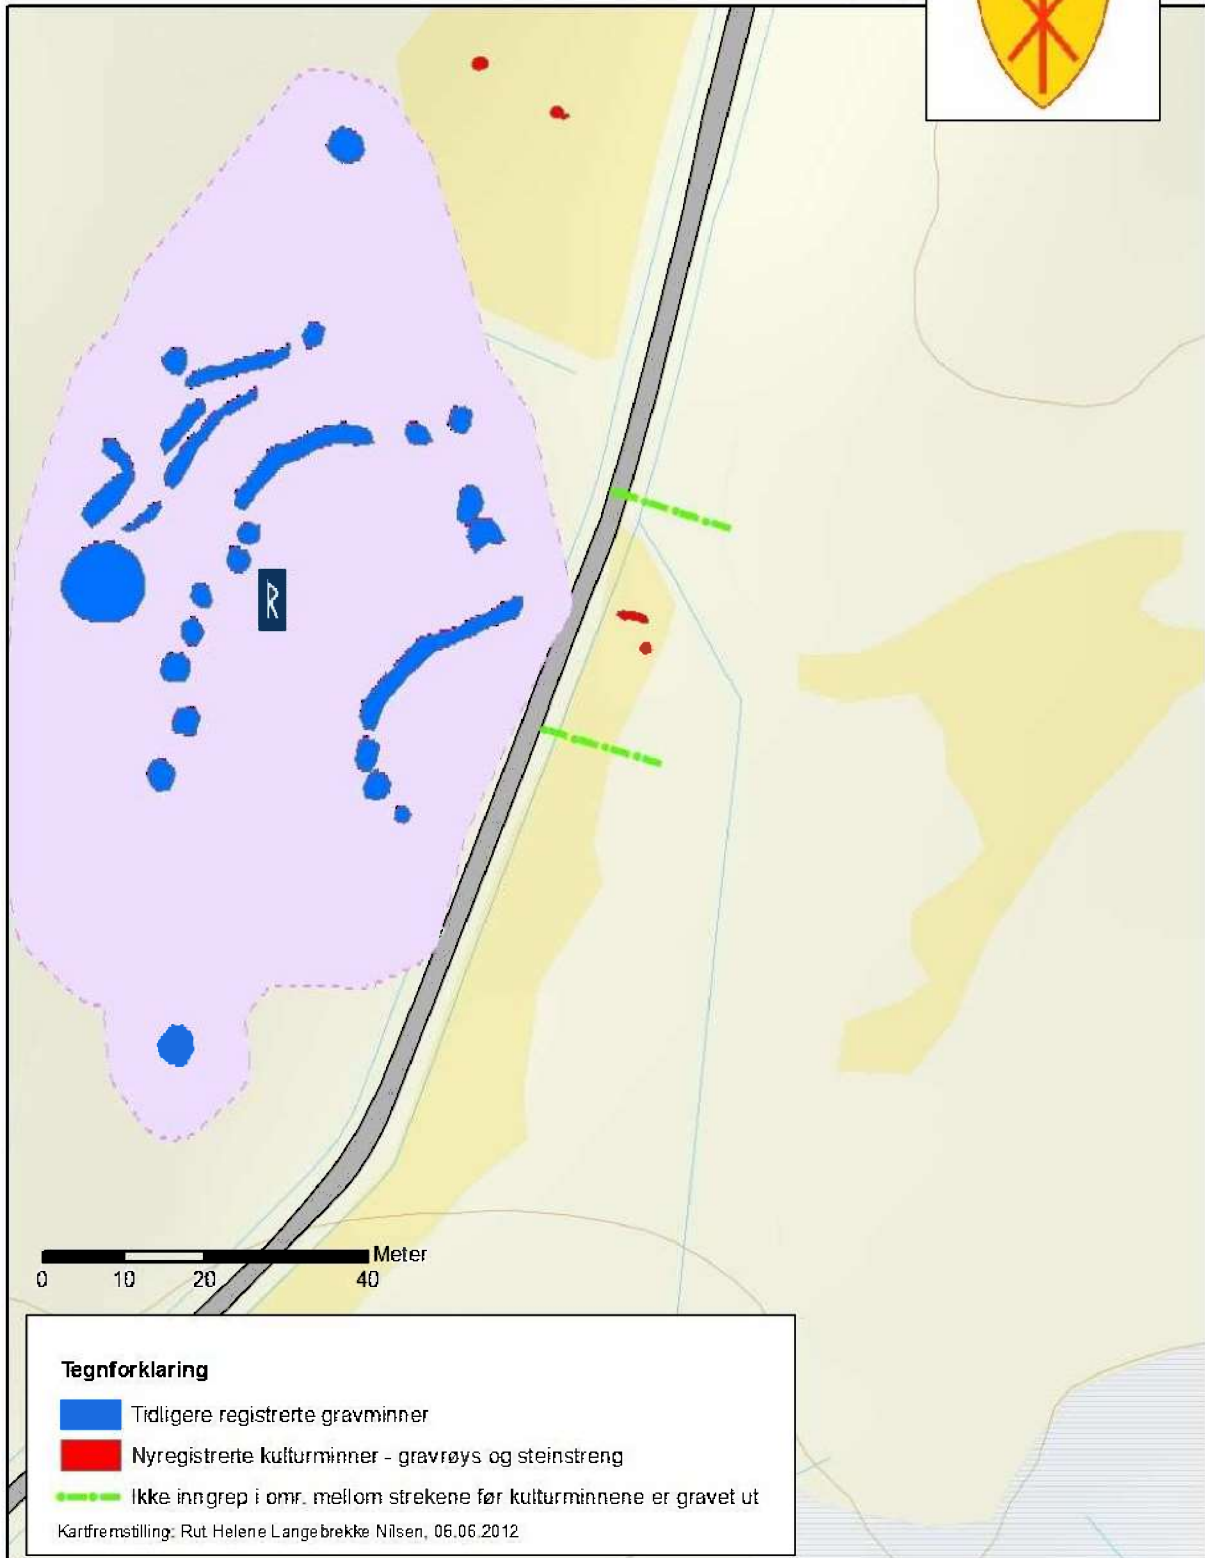 R
Meter
0 10 20 40
Tegnforklaring
Tidligere registrerte gravminner
Nyregistrerte kulturminner - gravrøys og steinstreng
Ikke inngrep i omr. mellom strekene før kulturminnene er gravet ut
Kartfremstilling: Rut Helene Langebrekke Nilsen, 06.06.2012